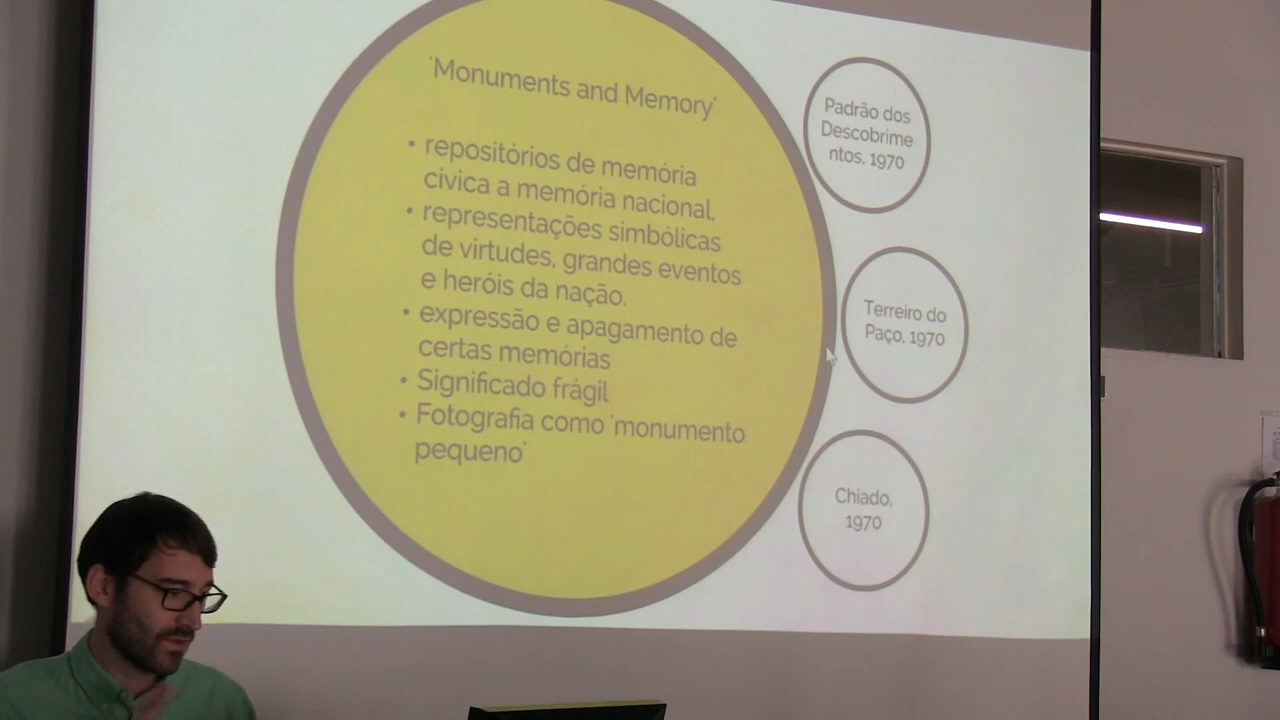 'Monuments and Memory'
• repositórios de memória
cívica a memória nacional,
• representações simbólicas
de virtudes, grandes eventos
e heróis da nação.
• expressão e apagamento de
certas memórias
• Significado frágil
• Fotografia como 'monumento
pequeno'
Padrão dos
Descobrime
ntos, 1970
Terreiro do
Paço, 1970
Chiado,
1970